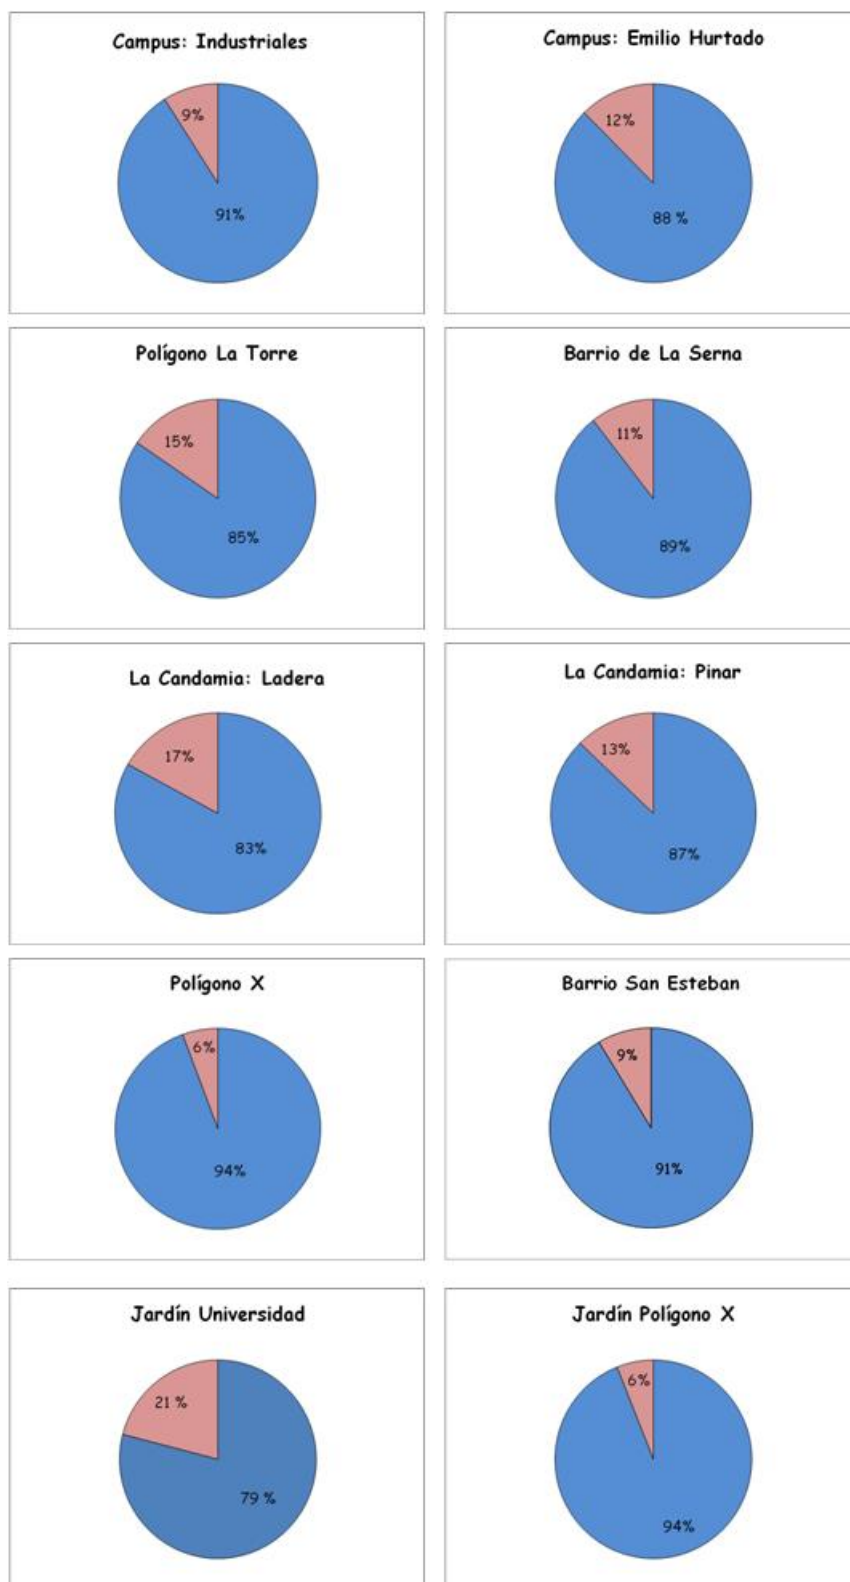 Campus: Industriales
9%
91%
Campus: Emilio Hurtado
12%
88 %
Polígono La Torre
15%
85%
Barrio de La Serna
11%
89%
La Candamia: Ladera
17%
83%
La Candamia: Pinar
13%
87%
Polígono X
6%
94%
Barrio San Esteban
9%
91%
Jardín Universidad
21 %
79 %
Jardín Polígono X
6%
94%